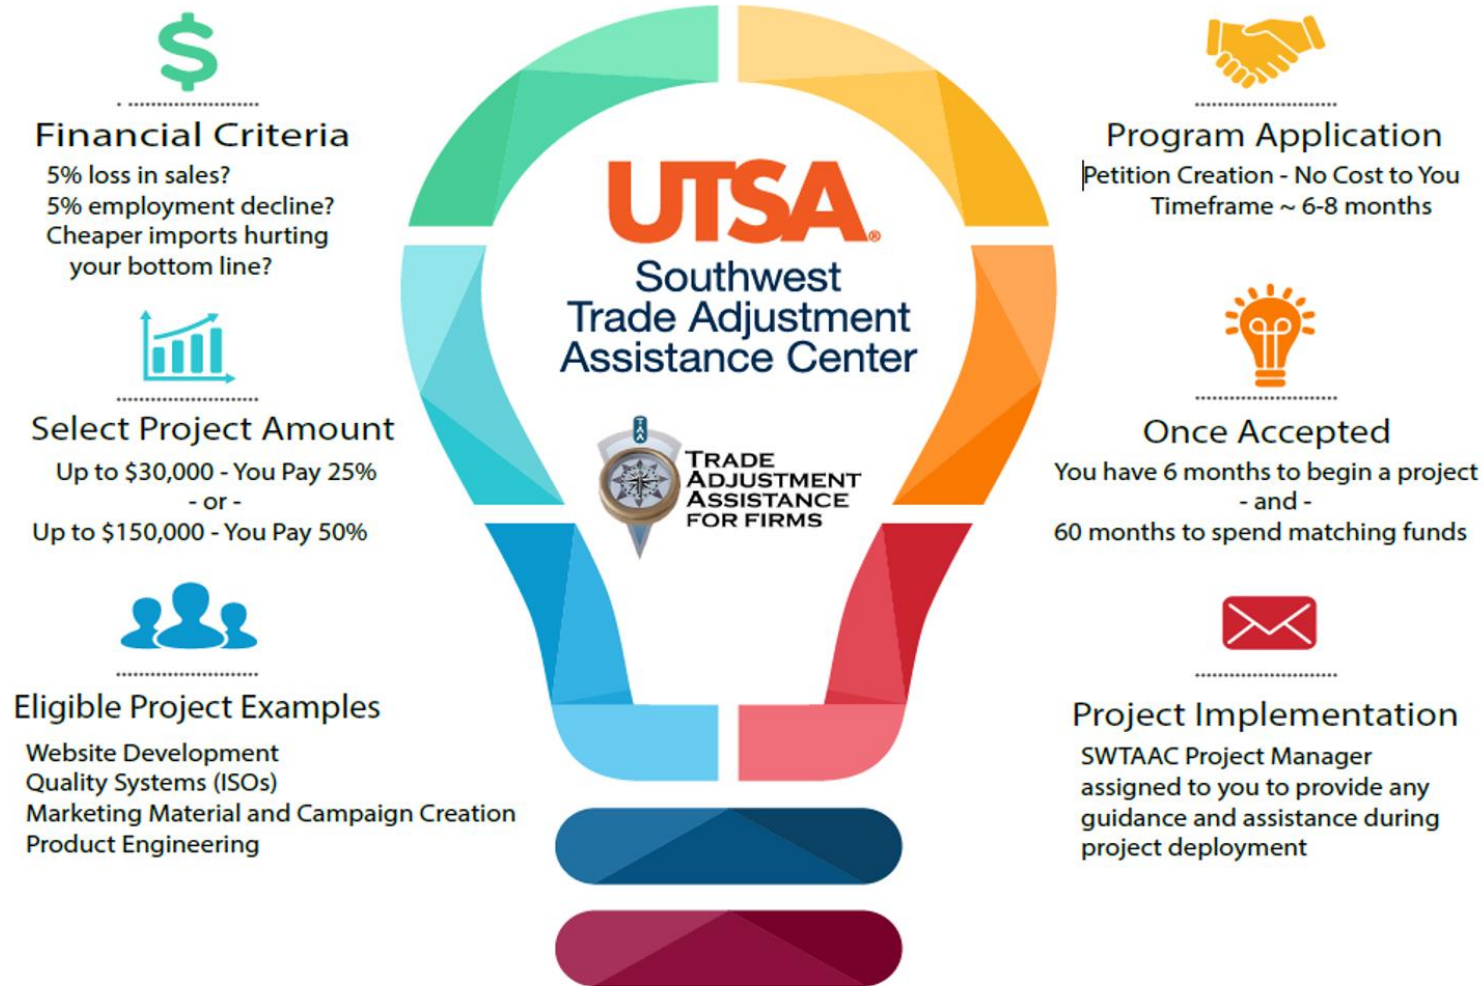 $
Financial Criteria
5% loss in sales?
5% employment decline?
Cheaper imports hurting
your bottom line?
Select Project Amount
Up to $30,000 - You Pay 25%
- or -
Up to $150,000 - You Pay 50%
Eligible Project Examples
Website Development
Quality Systems (ISOs)
Marketing Material and Campaign Creation
Product Engineering
UTSA®
Southwest
Trade Adjustment
Assistance Center
TAA
TRADE
ADJUSTMENT
ASSISTANCE
FOR FIRMS
Program Application
Petition Creation - No Cost to You
Timeframe ~ 6-8 months
Once Accepted
You have 6 months to begin a project
- and -
60 months to spend matching funds
Project Implementation
SWTAAC Project Manager
assigned to you to provide any
guidance and assistance during
project deployment